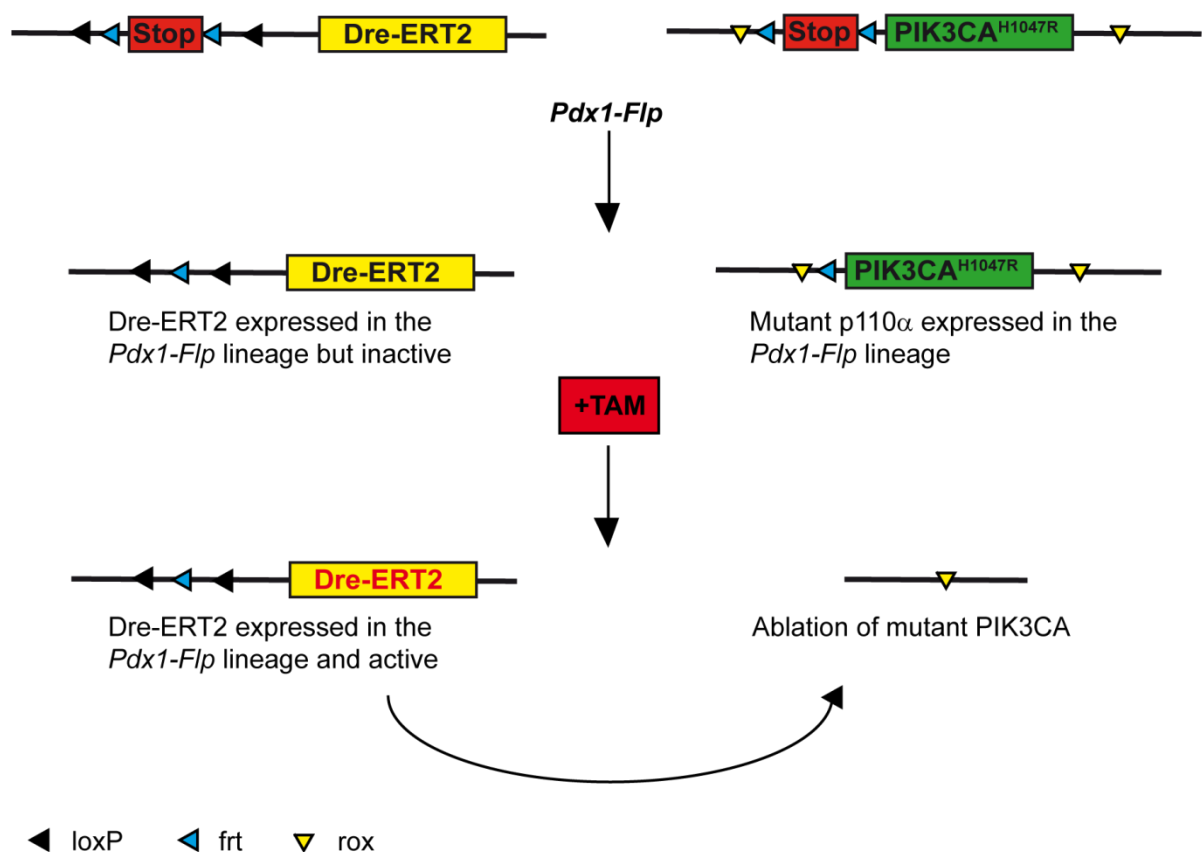 Stop Dre-ERT2 Stop PIK3CAᴴ¹⁰⁴⁷ᴿ
Pdx1-Flp
Dre-ERT2 PIK3CAᴴ¹⁰⁴⁷ᴿ
Dre-ERT2 expressed in the
Pdx1-Flp lineage but inactive
Mutant p110α expressed in the
Pdx1-Flp lineage
+TAM
Dre-ERT2
Dre-ERT2 expressed in the
Pdx1-Flp lineage and active
Ablation of mutant PIK3CA
loxP frt rox